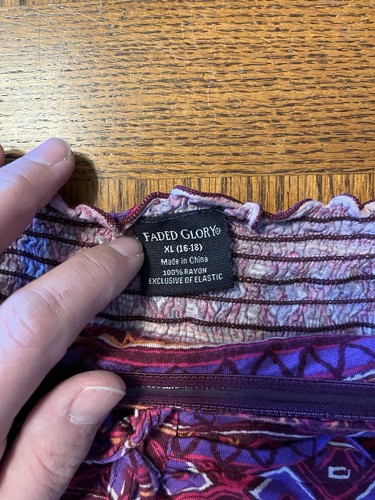 FADED GLORY®
XL (16-18)
Made in China
100% RAYON
EXCLUSIVE OF ELASTIC